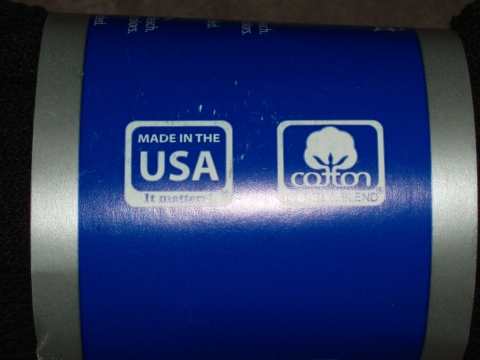 MADE IN THE
USA
It matters
cotton
BLEND